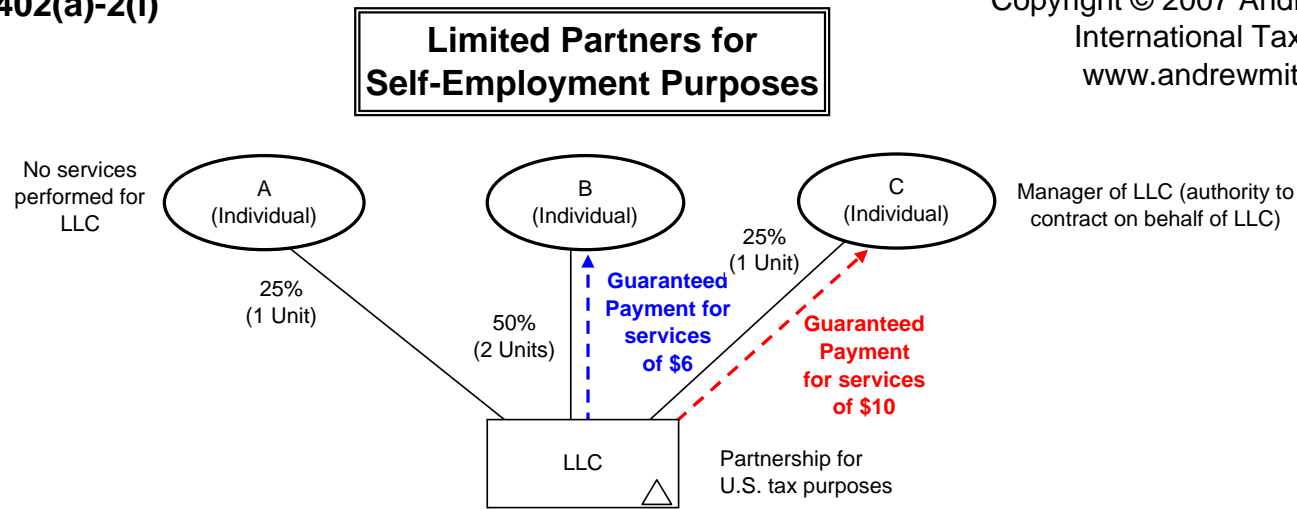 402(a)-2(i)
Limited Partners for
Self-Employment Purposes
Copyright © 2007 And
International Tax
www.andrewmit
No services
performed for
LLC
A
(Individual)
B
(Individual)
C
(Individual)
Manager of LLC (authority to
contract on behalf of LLC)
25%
(1 Unit)
50%
(2 Units)
Guaranteed
Payment for
services
of $6
25%
(1 Unit)
Guaranteed
Payment
for services
of $10
LLC
Partnership for
U.S. tax purposes